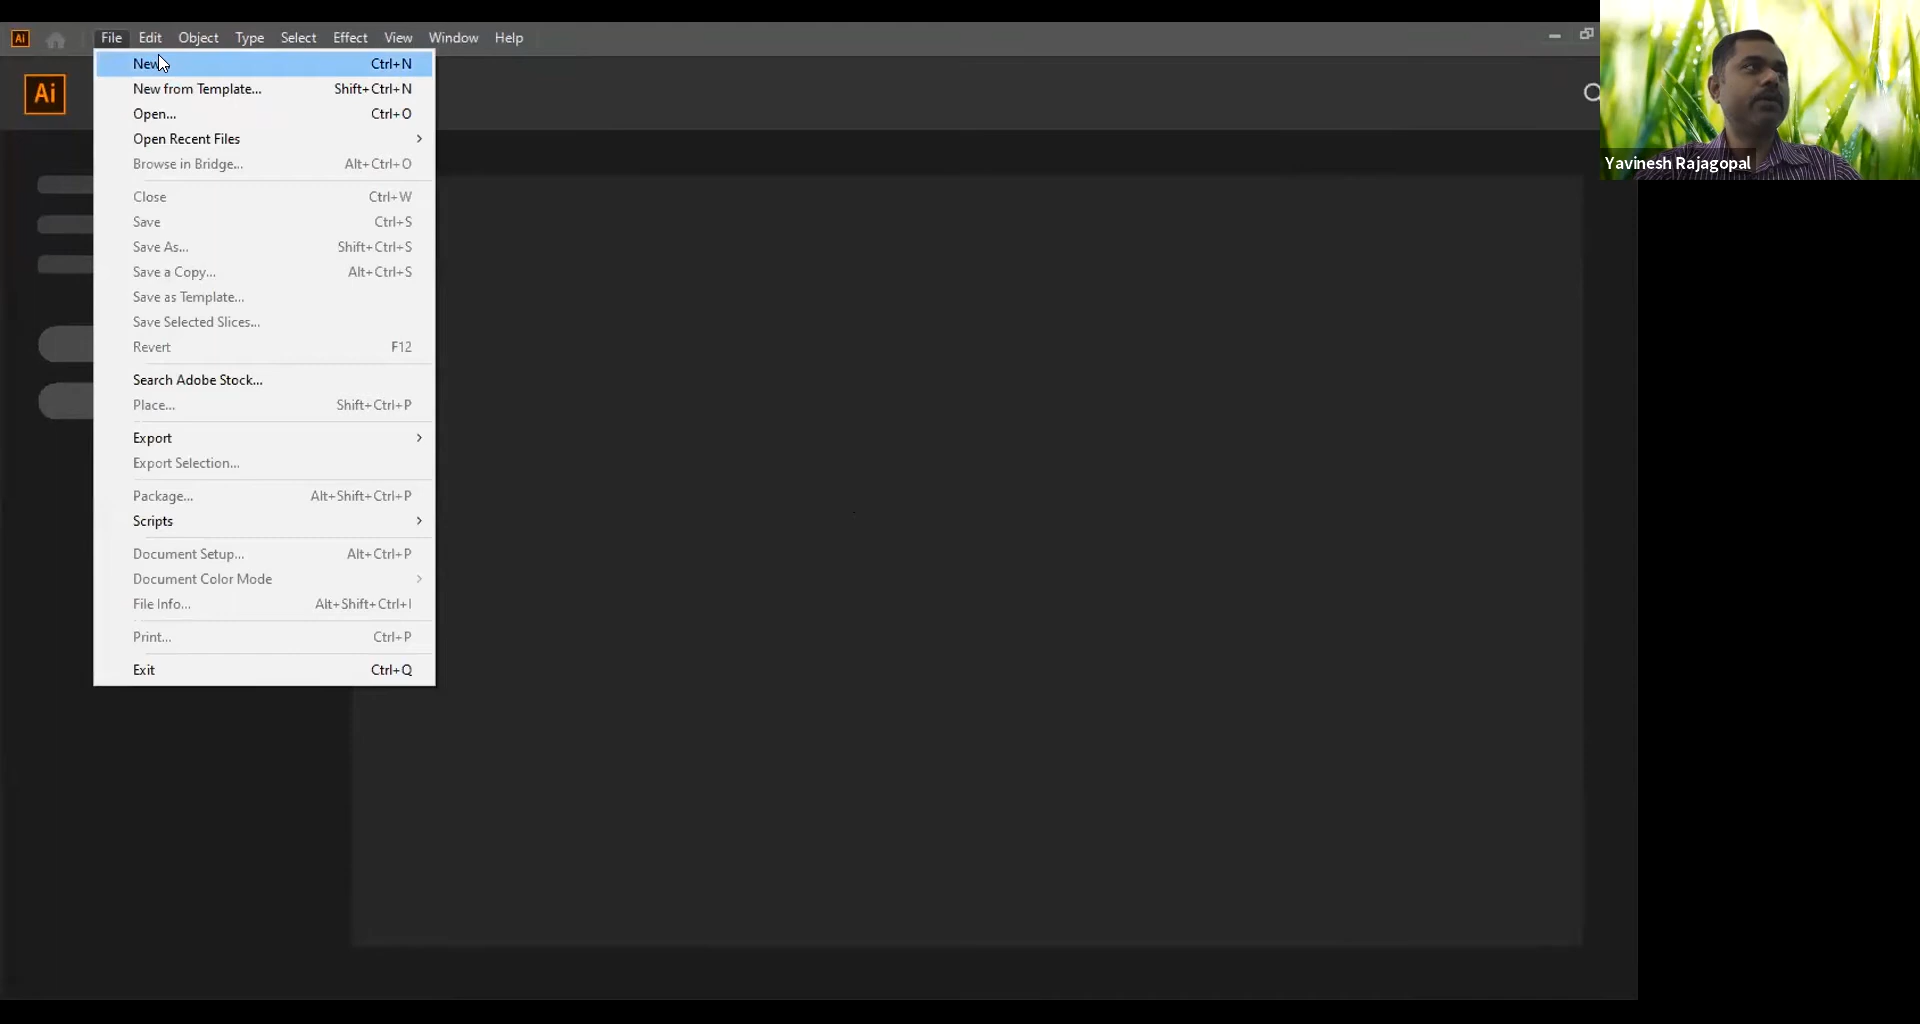 Ai
File Edit Object Type Select Effect View Window Help
Ai
New Ctrl+N
New from Template... Shift+Ctrl+N
Open... Ctrl+O
Open Recent Files
Browse in Bridge... Alt+Ctrl+O
Close Ctrl+W
Save Ctrl+S
Save As... Shift+Ctrl+S
Save a Copy... Alt+Ctrl+S
Save as Template...
Save Selected Slices...
Revert F12
Search Adobe Stock...
Place... Shift+Ctrl+P
Export
Export Selection...
Package... Alt+Shift+Ctrl+P
Scripts
Document Setup... Alt+Ctrl+P
Document Color Mode
File Info... Alt+Shift+Ctrl+I
Print... Ctrl+P
Exit Ctrl+Q
Yavinesh Rajagopal